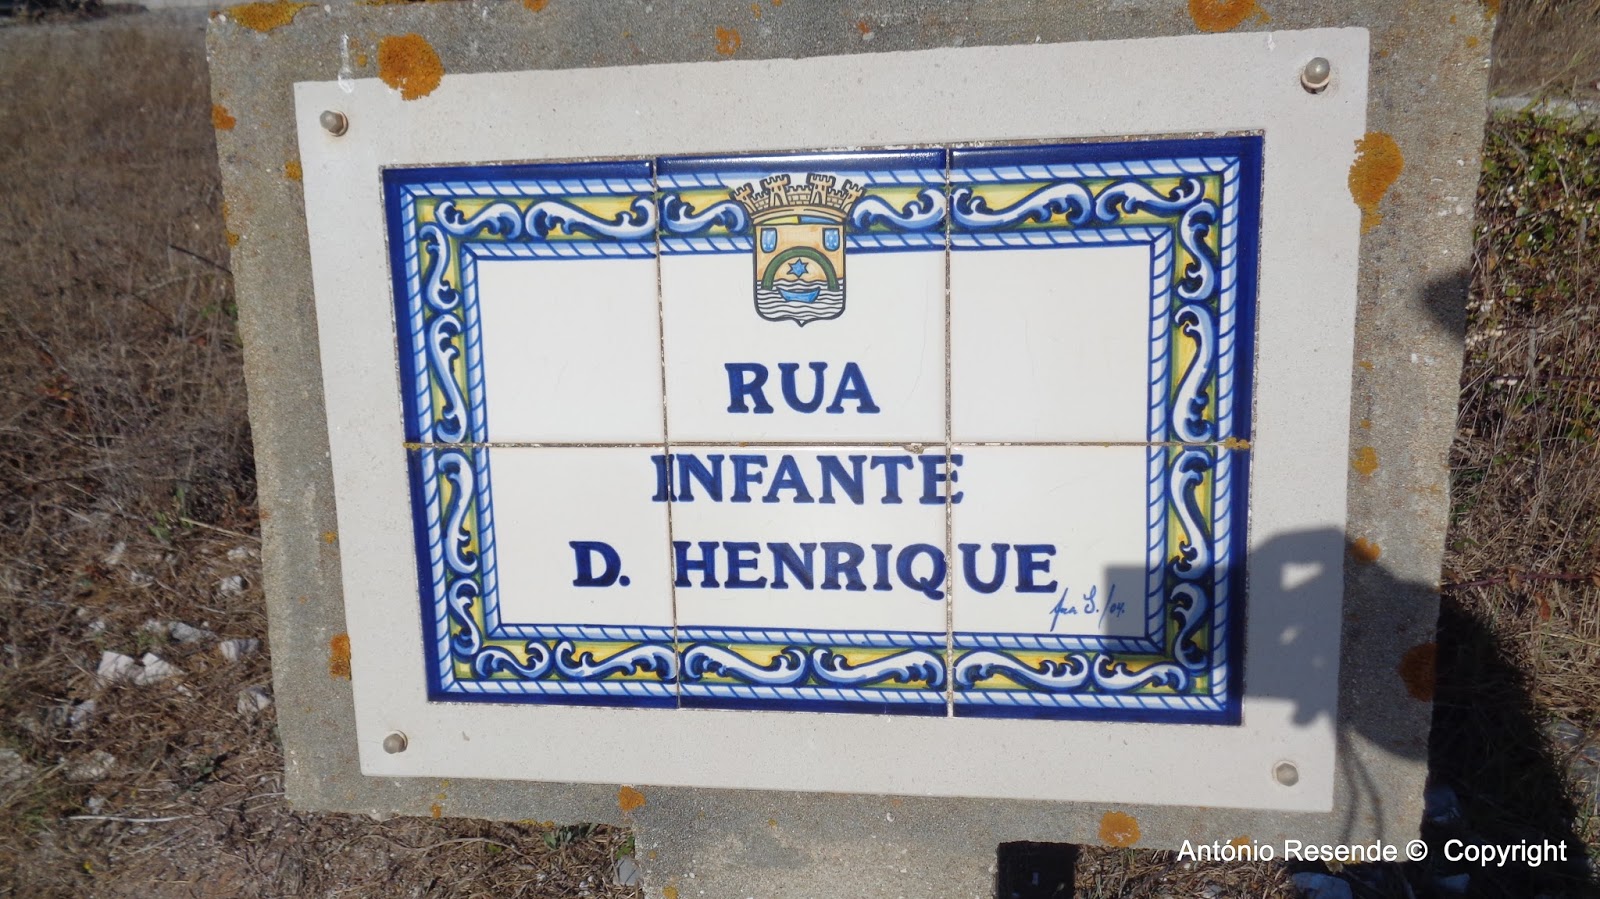 RUA
INFANTE
D. HENRIQUE
António Resende © Copyright